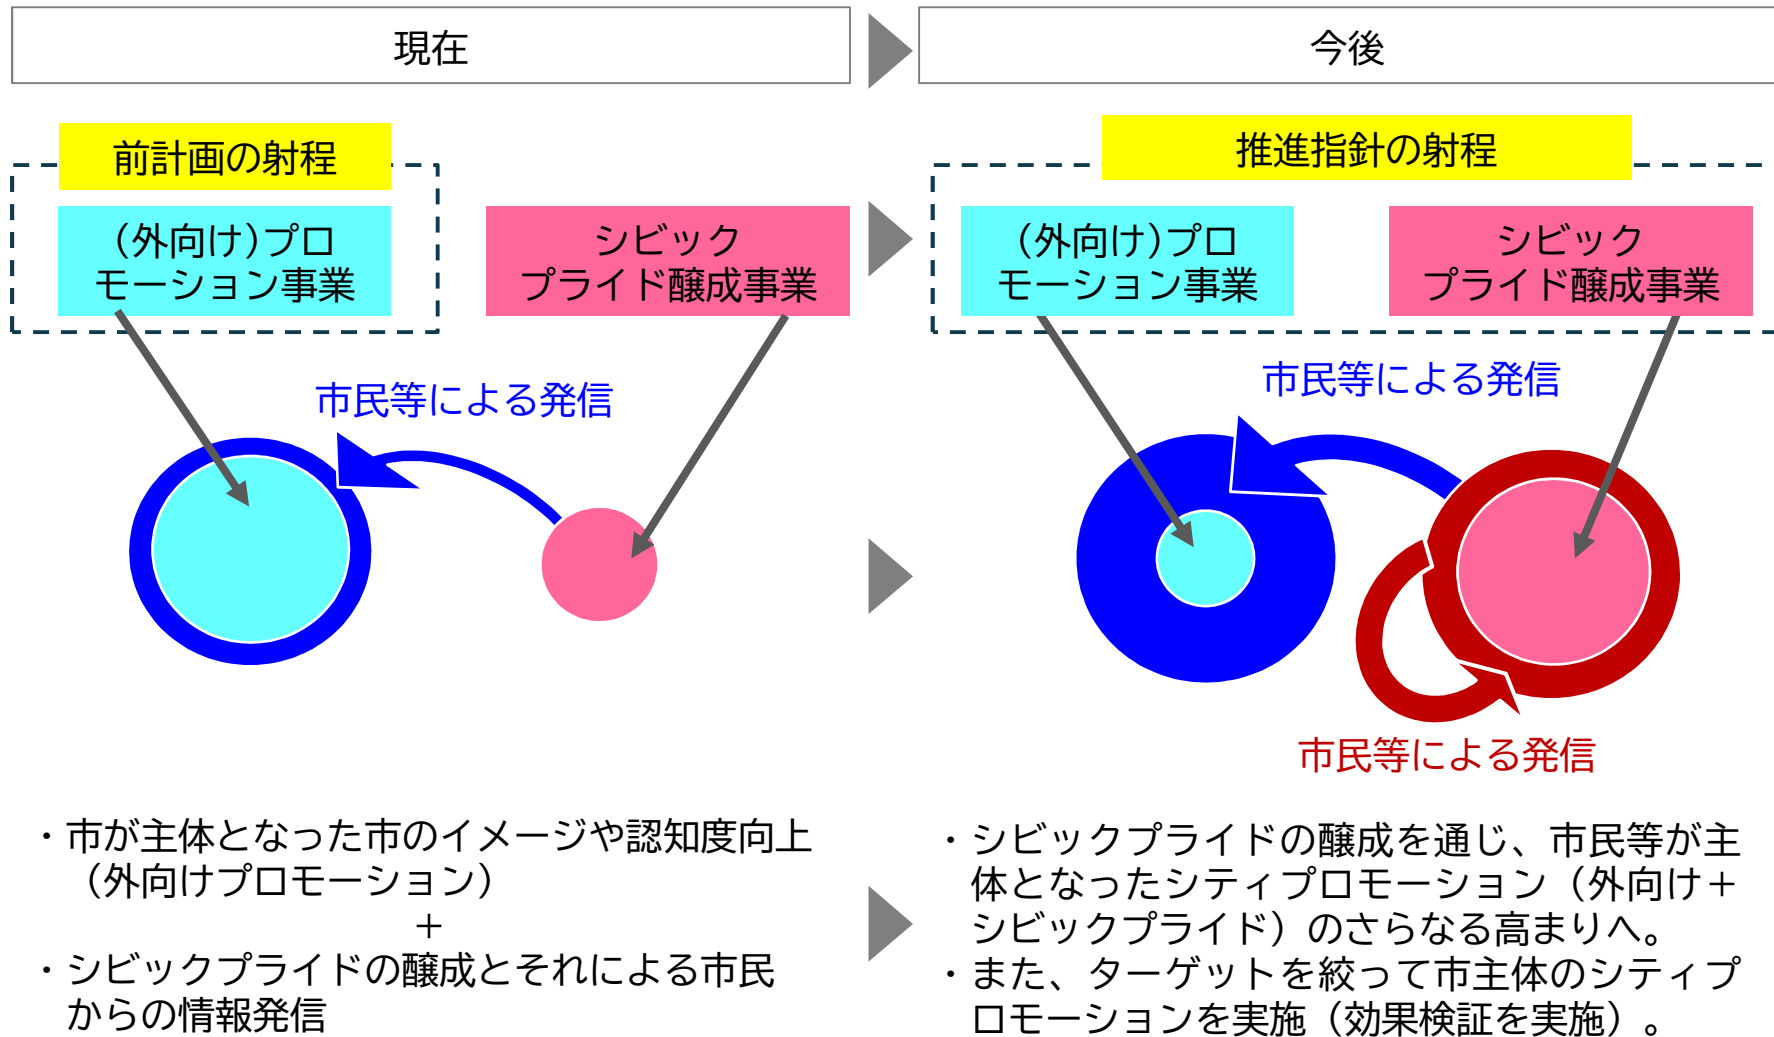 現在
今後
前計画の射程
(外向け)プロ
モーション事業
シビック
プライド醸成事業
市民等による発信
推進指針の射程
(外向け)プロ
モーション事業
シビック
プライド醸成事業
市民等による発信
市民等による発信
・市が主体となった市のイメージや認知度向上
（外向けプロモーション）
＋
・シビックプライドの醸成とそれによる市民
からの情報発信
・シビックプライドの醸成を通じ、市民等が主
体となったシティプロモーション（外向け＋
シビックプライド）のさらなる高まりへ。
・また、ターゲットを絞って市主体のシティプ
ロモーションを実施（効果検証を実施）。